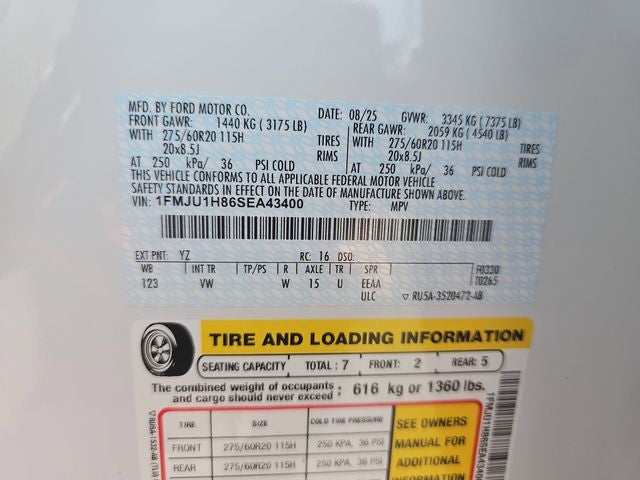 MFD. BY FORD MOTOR CO.
DATE: 08/25 GVWR: 3345 KG ( 7375 LB)
FRONT GAWR: 1440 KG ( 3175 LB) REAR GAWR: 2059 KG ( 4540 LB)
WITH 275/60R20 115H TIRES WITH 275/60R20 115H TIRES
20x8.5J RIMS 20x8.5J RIMS
AT 250 kPa/ 36 PSI COLD AT 250 kPa/ 36 PSI COLD
THIS VEHICLE CONFORMS TO ALL APPLICABLE FEDERAL MOTOR VEHICLE
SAFETY STANDARDS IN EFFECT ON THE DATE OF MANUFACTURE SHOWN ABOVE.
VIN: 1FMJU1H86SEA43400 TYPE: MPV
EXT PNT: YZ RC: 16 DSO:
WB INT TR TP/PS R AXLE TR SPR F0330
123 VW W 15 U EEAA T0265
ULC ▽ RU5A-3520472-AB
TIRE AND LOADING INFORMATION
SEATING CAPACITY TOTAL : 7 FRONT: 2 REAR: 5
The combined weight of occupants and cargo should never exceed : 616 kg or 1360 lbs.
TIRE SIZE COLD TIRE PRESSURE SEE OWNERS
FRONT 275/60R20 115H 250 KPA, 36 PSI MANUAL FOR
REAR 275/60R20 115H 250 KPA, 36 PSI ADDITIONAL
INFORMATION
1FMJU1H86SEA43400